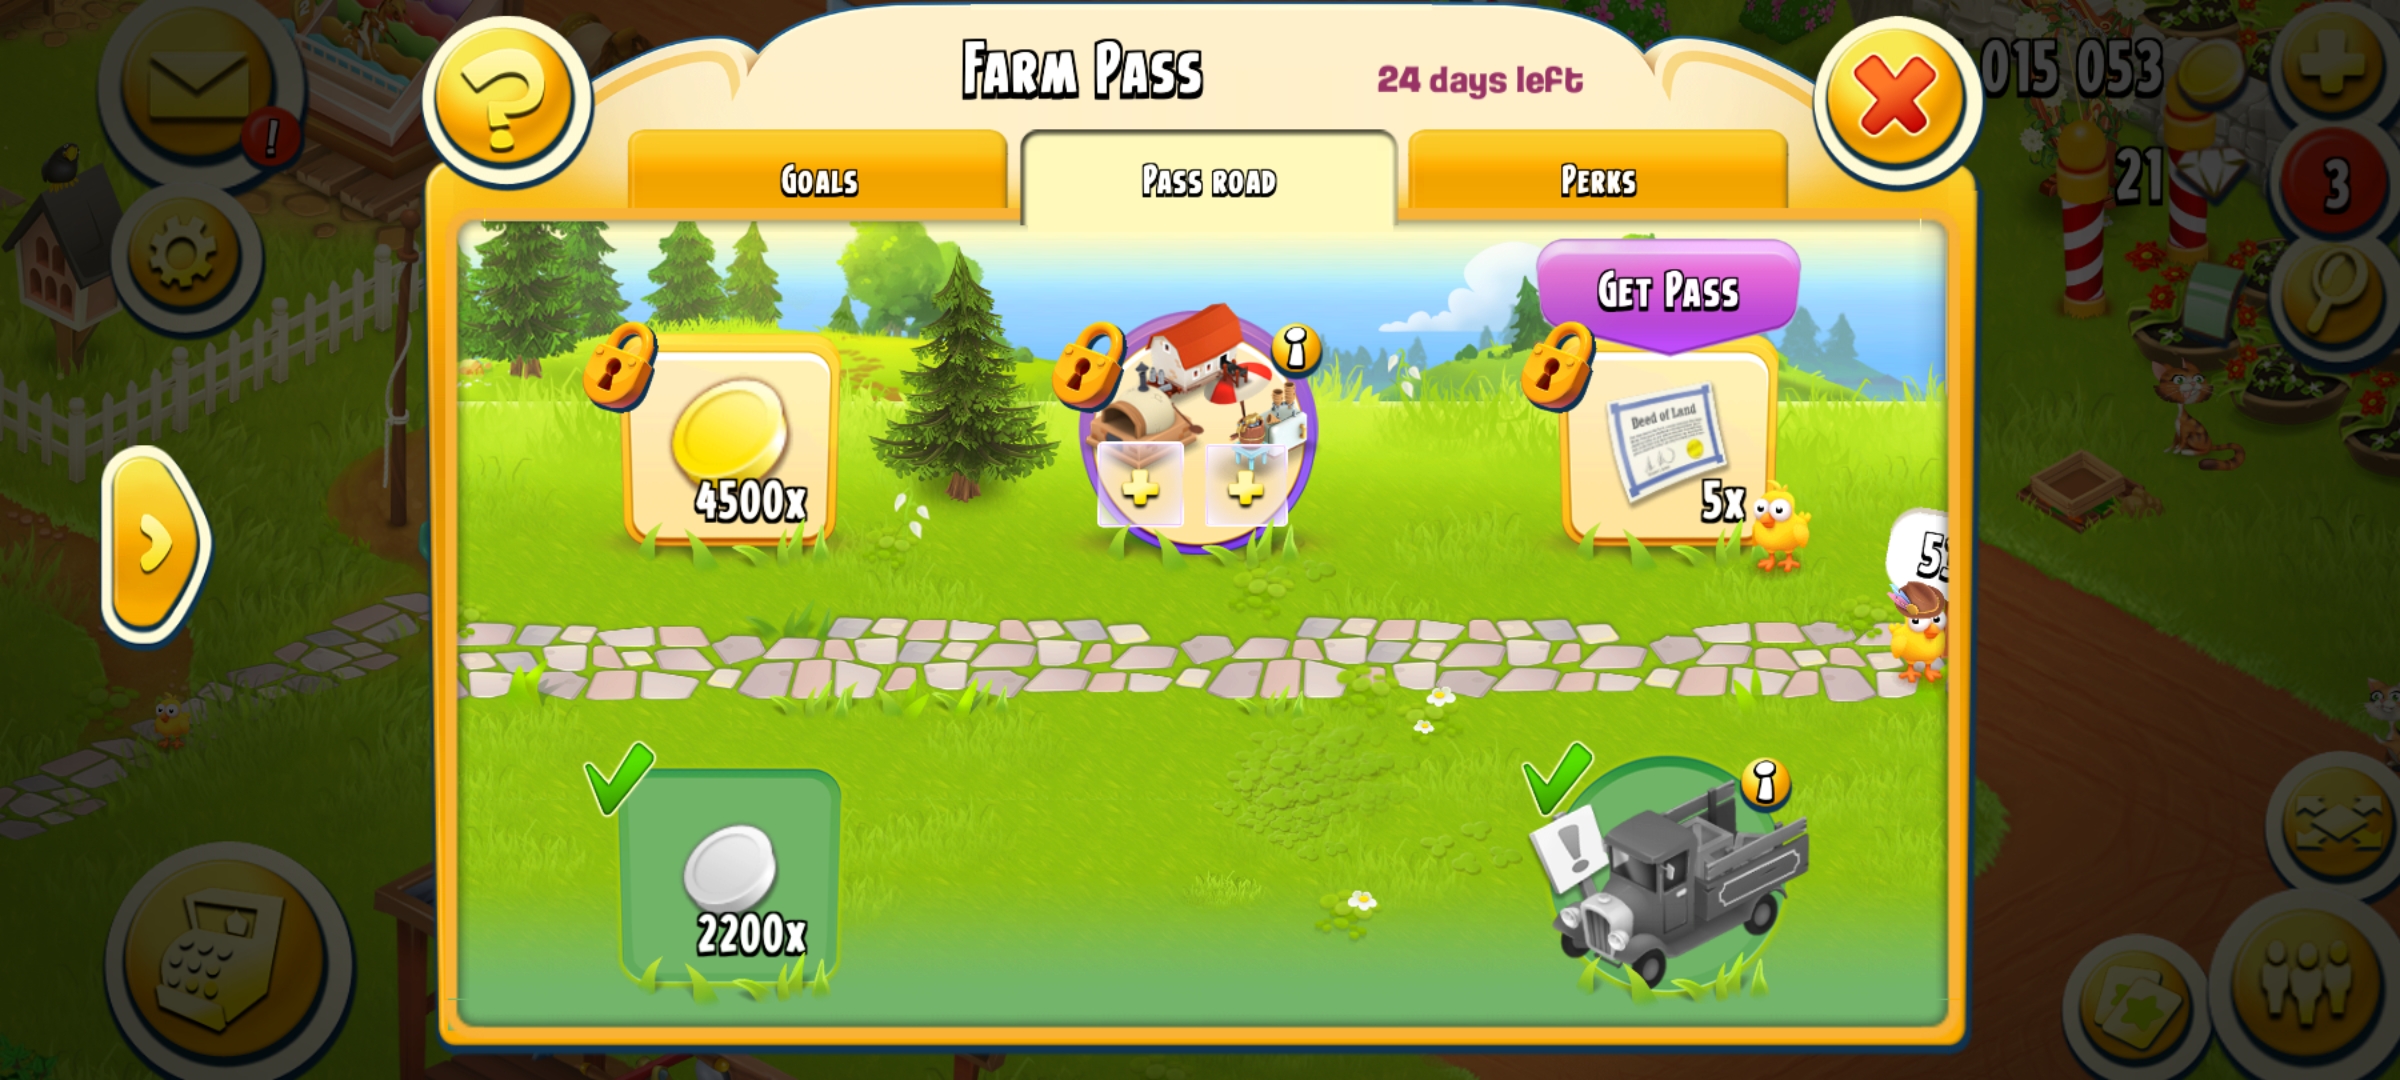 FARM PASS
24 days left
015 053
GOALS
PASS ROAD
PERKS
21
3
GET PASS
Deed of Land
4500x
5x
2200x